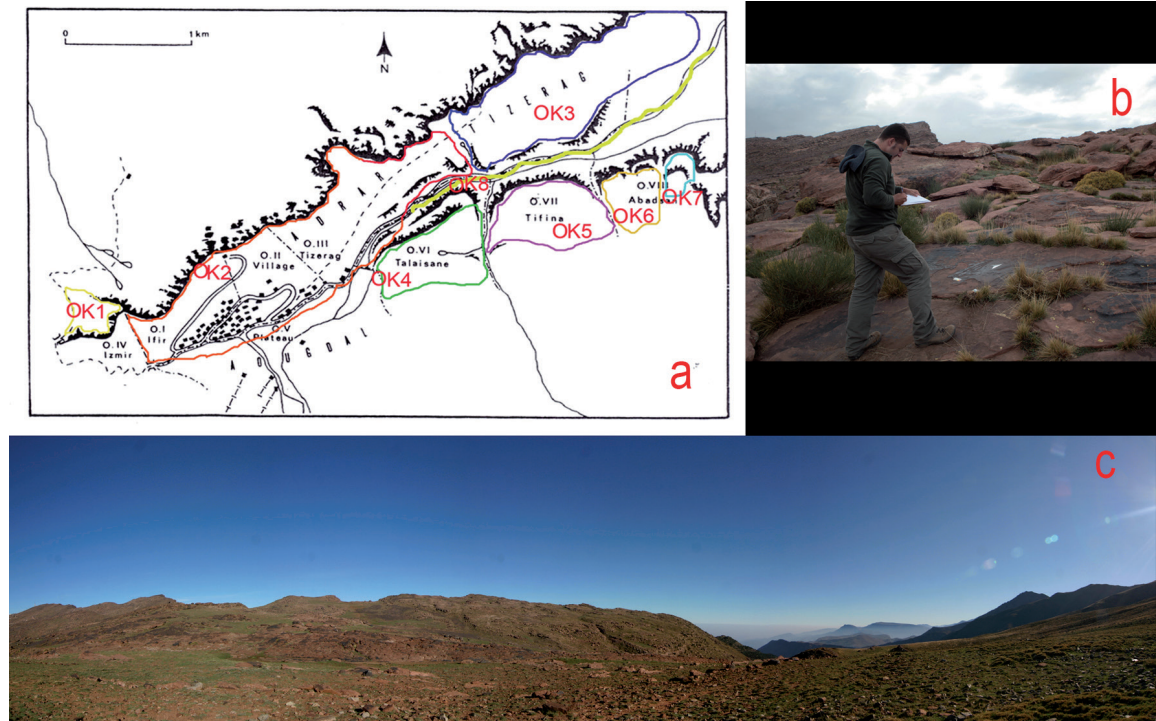 0 1 km
N
TIZERAG
OK3
b
OK8
O.VIII
OK7
Abadsan
OK6
O.VII
Tifina
OK5
ADRAR
O.III
Tizerag
O.II
Village
OK2
O.VI
Talaisane
OK4
OK1
O.I
Ifir
O.IV
Izmir
O.V
Plateau
OUGDAL
a
c